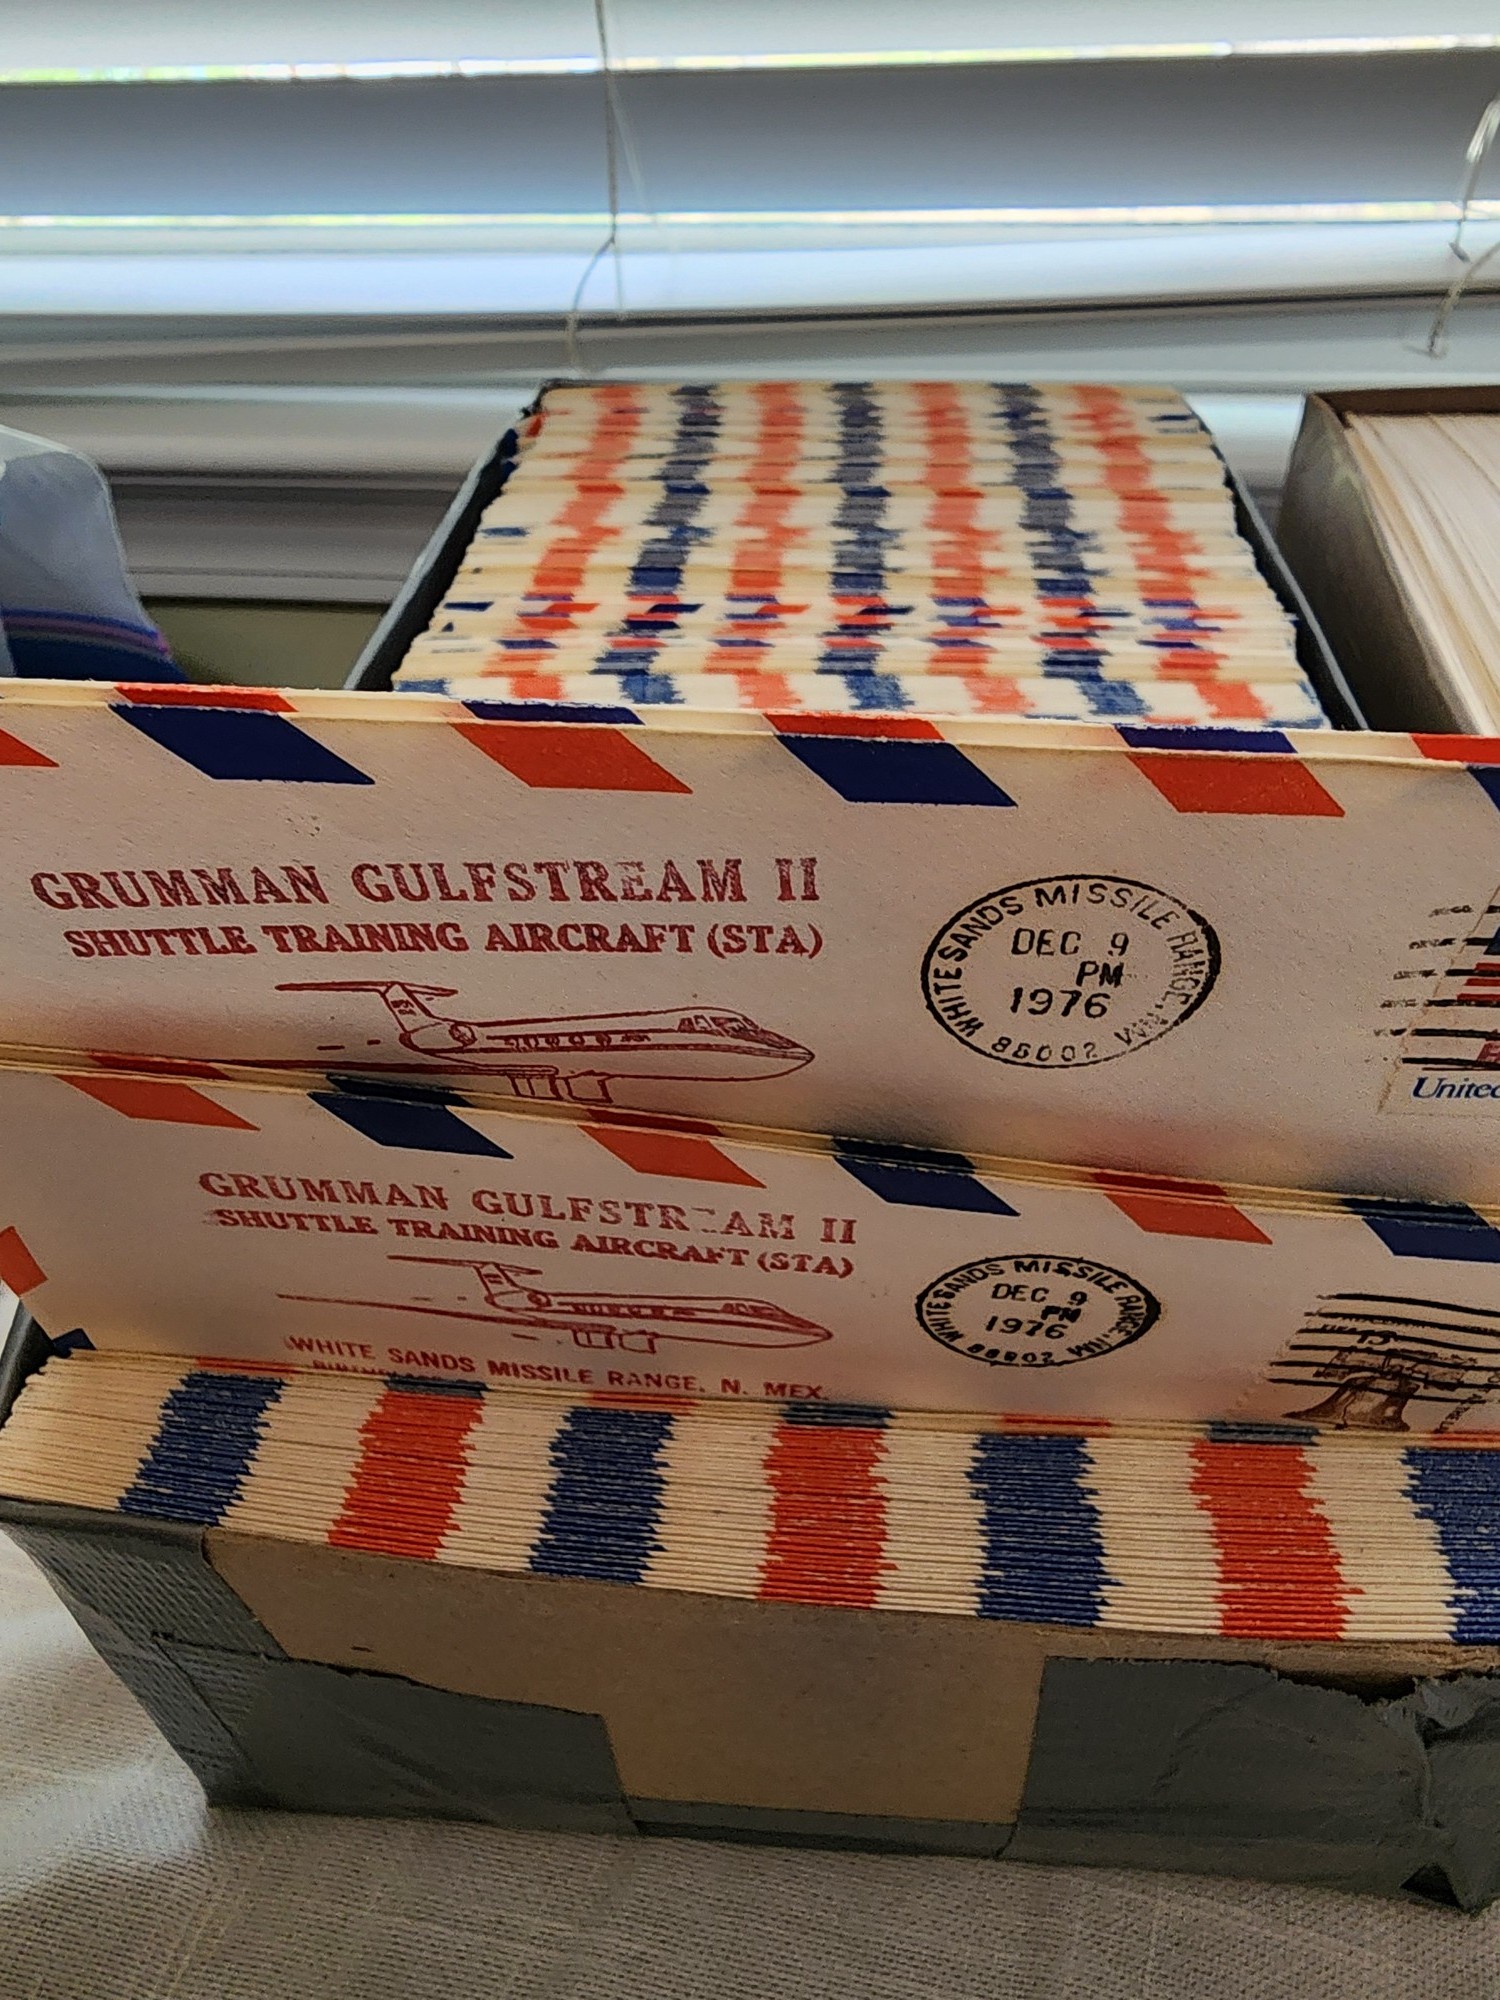 GRUMMAN GULFSTREAM II
SHUTTLE TRAINING AIRCRAFT (STA)
WHITE SANDS MISSILE RANGE, NM
DEC 9
PM
1976
88002
United
GRUMMAN GULFSTREAM II
SHUTTLE TRAINING AIRCRAFT (STA)
WHITE SANDS MISSILE RANGE, N. MEX.
WHITE SANDS MISSILE RANGE, NM
DEC 9
PM
1976
88002